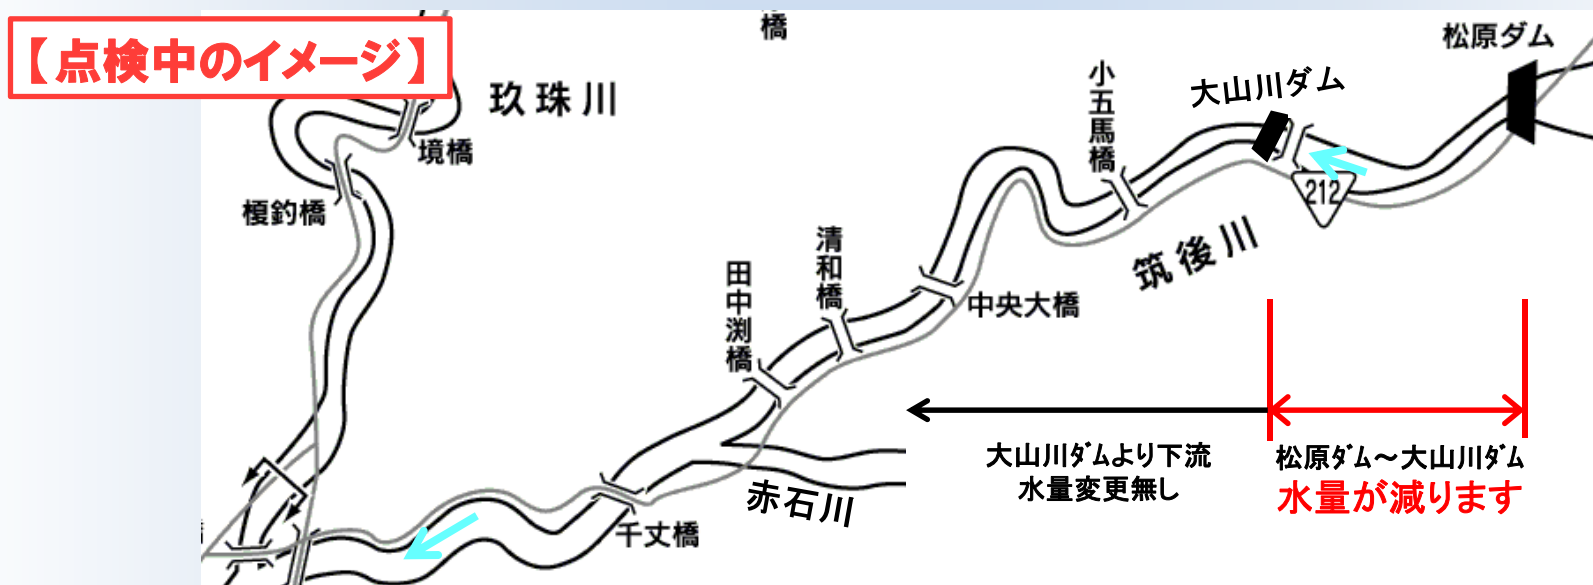 【点検中のイメージ】
橋
松原ダム
玖珠川
小五馬橋
大山川ダム
境橋
212
榎釣橋
清和橋
筑後川
田中渕橋
中央大橋
大山川ダムより下流
水量変更無し
松原ダム～大山川ダム
水量が減ります
赤石川
千丈橋